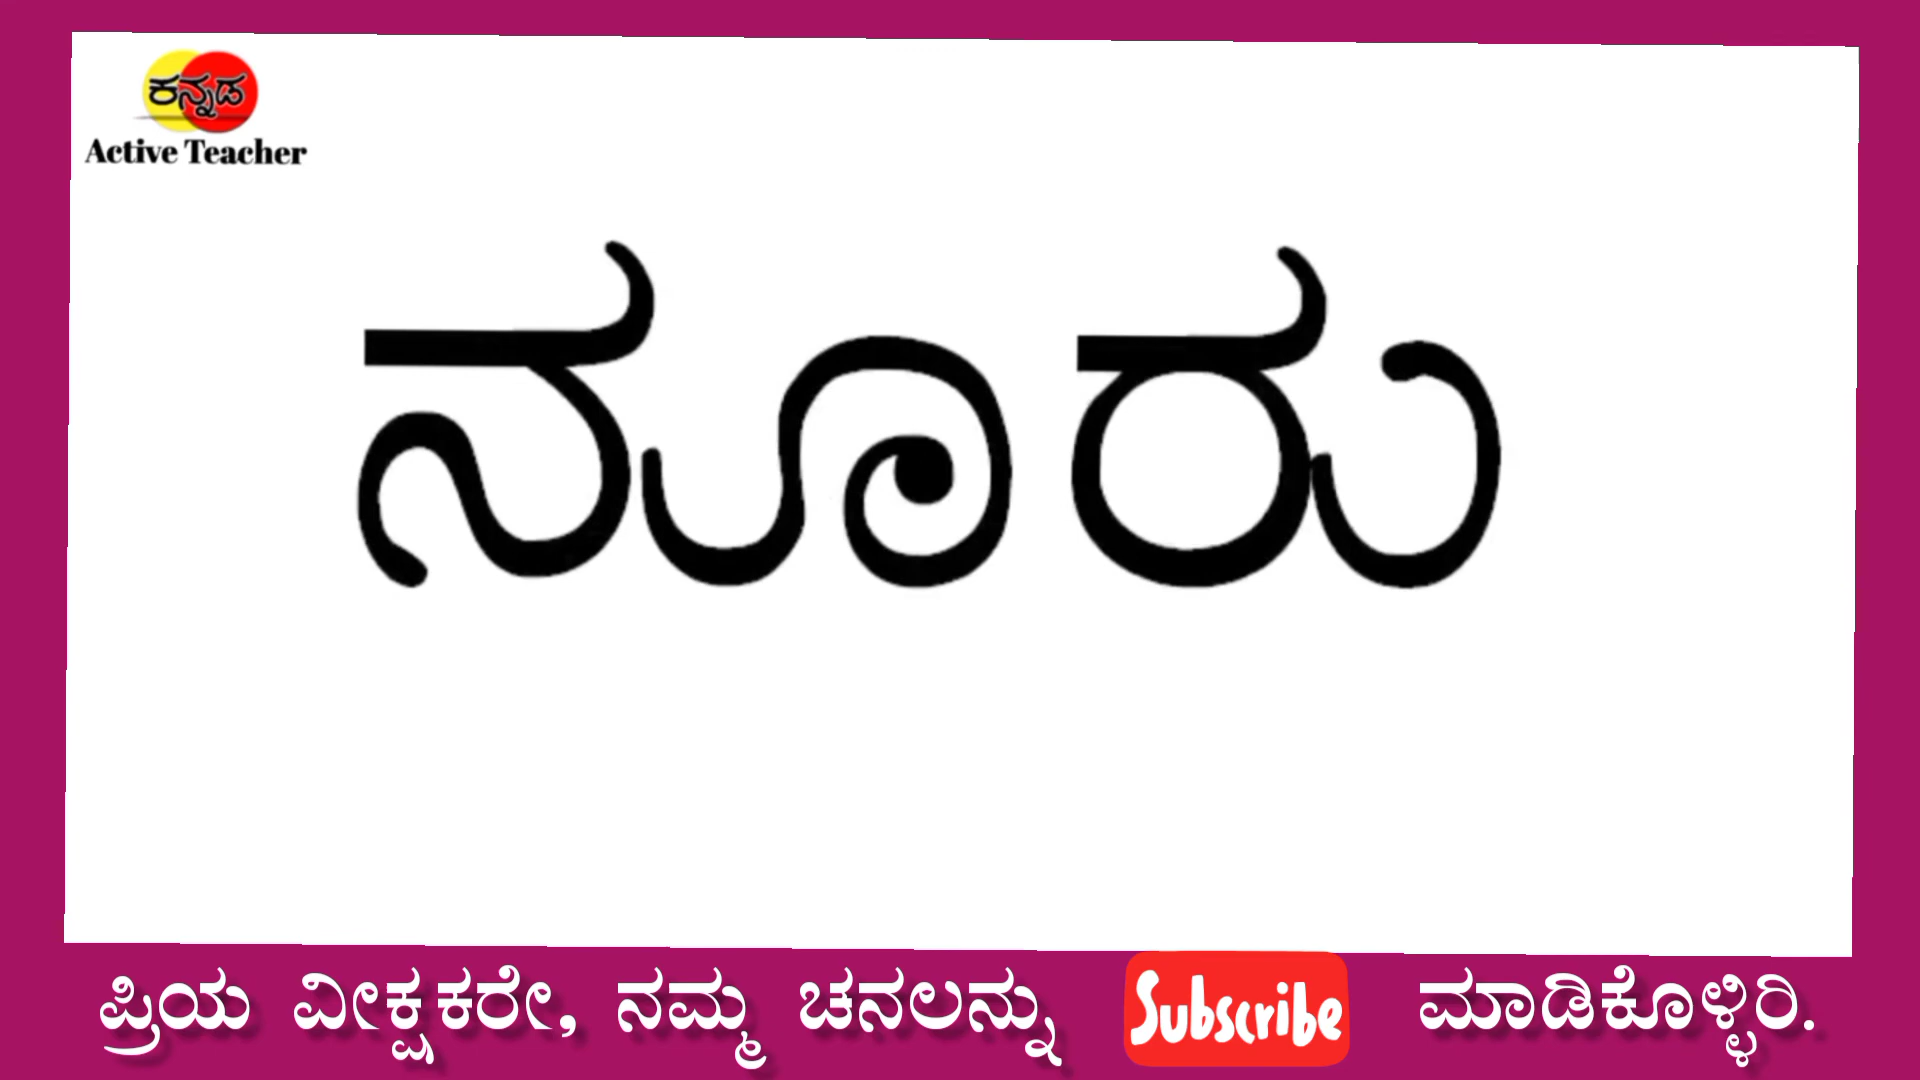 ಕನ್ನಡ
Active Teacher
ನೂರು
ಪ್ರಿಯ ವೀಕ್ಷಕರೇ, ನಮ್ಮ ಚನಲನ್ನು Subscribe ಮಾಡಿಕೊಳ್ಳಿರಿ.